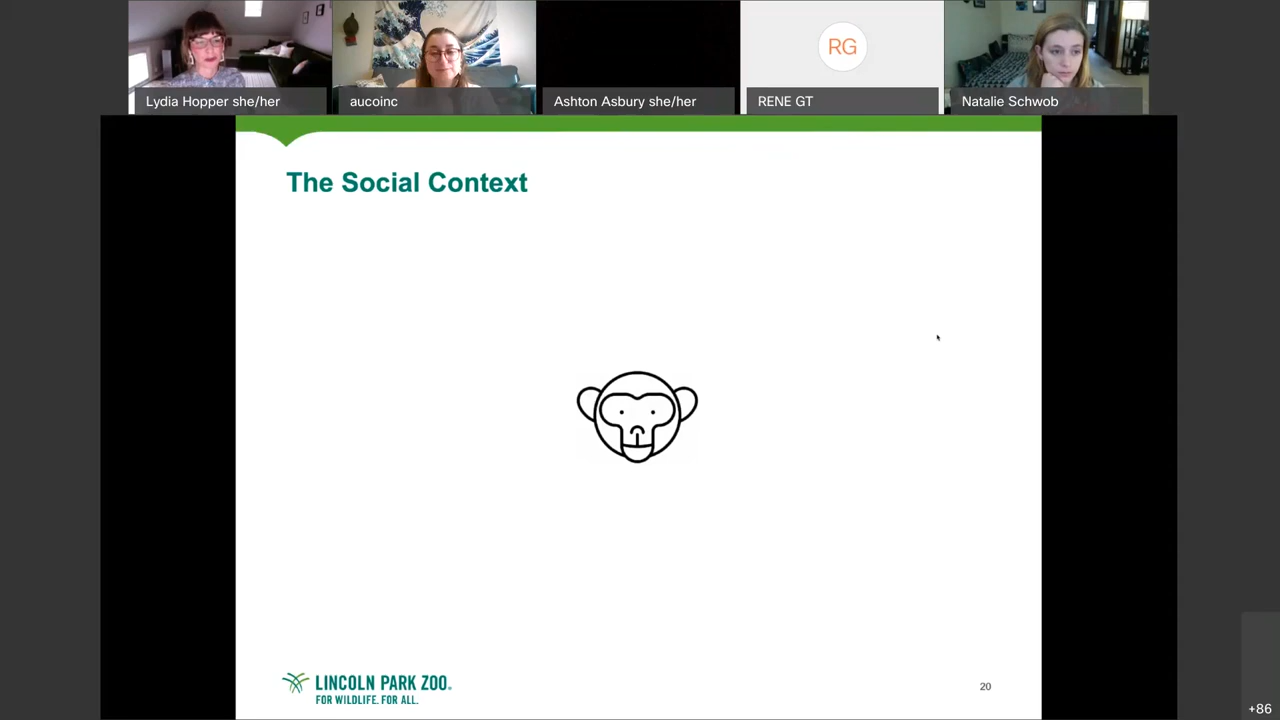 Lydia Hopper she/her
aucoinc
Ashton Asbury she/her
RG
RENE GT
Natalie Schwob
The Social Context
LINCOLN PARK ZOO.
FOR WILDLIFE. FOR ALL.
20
+86